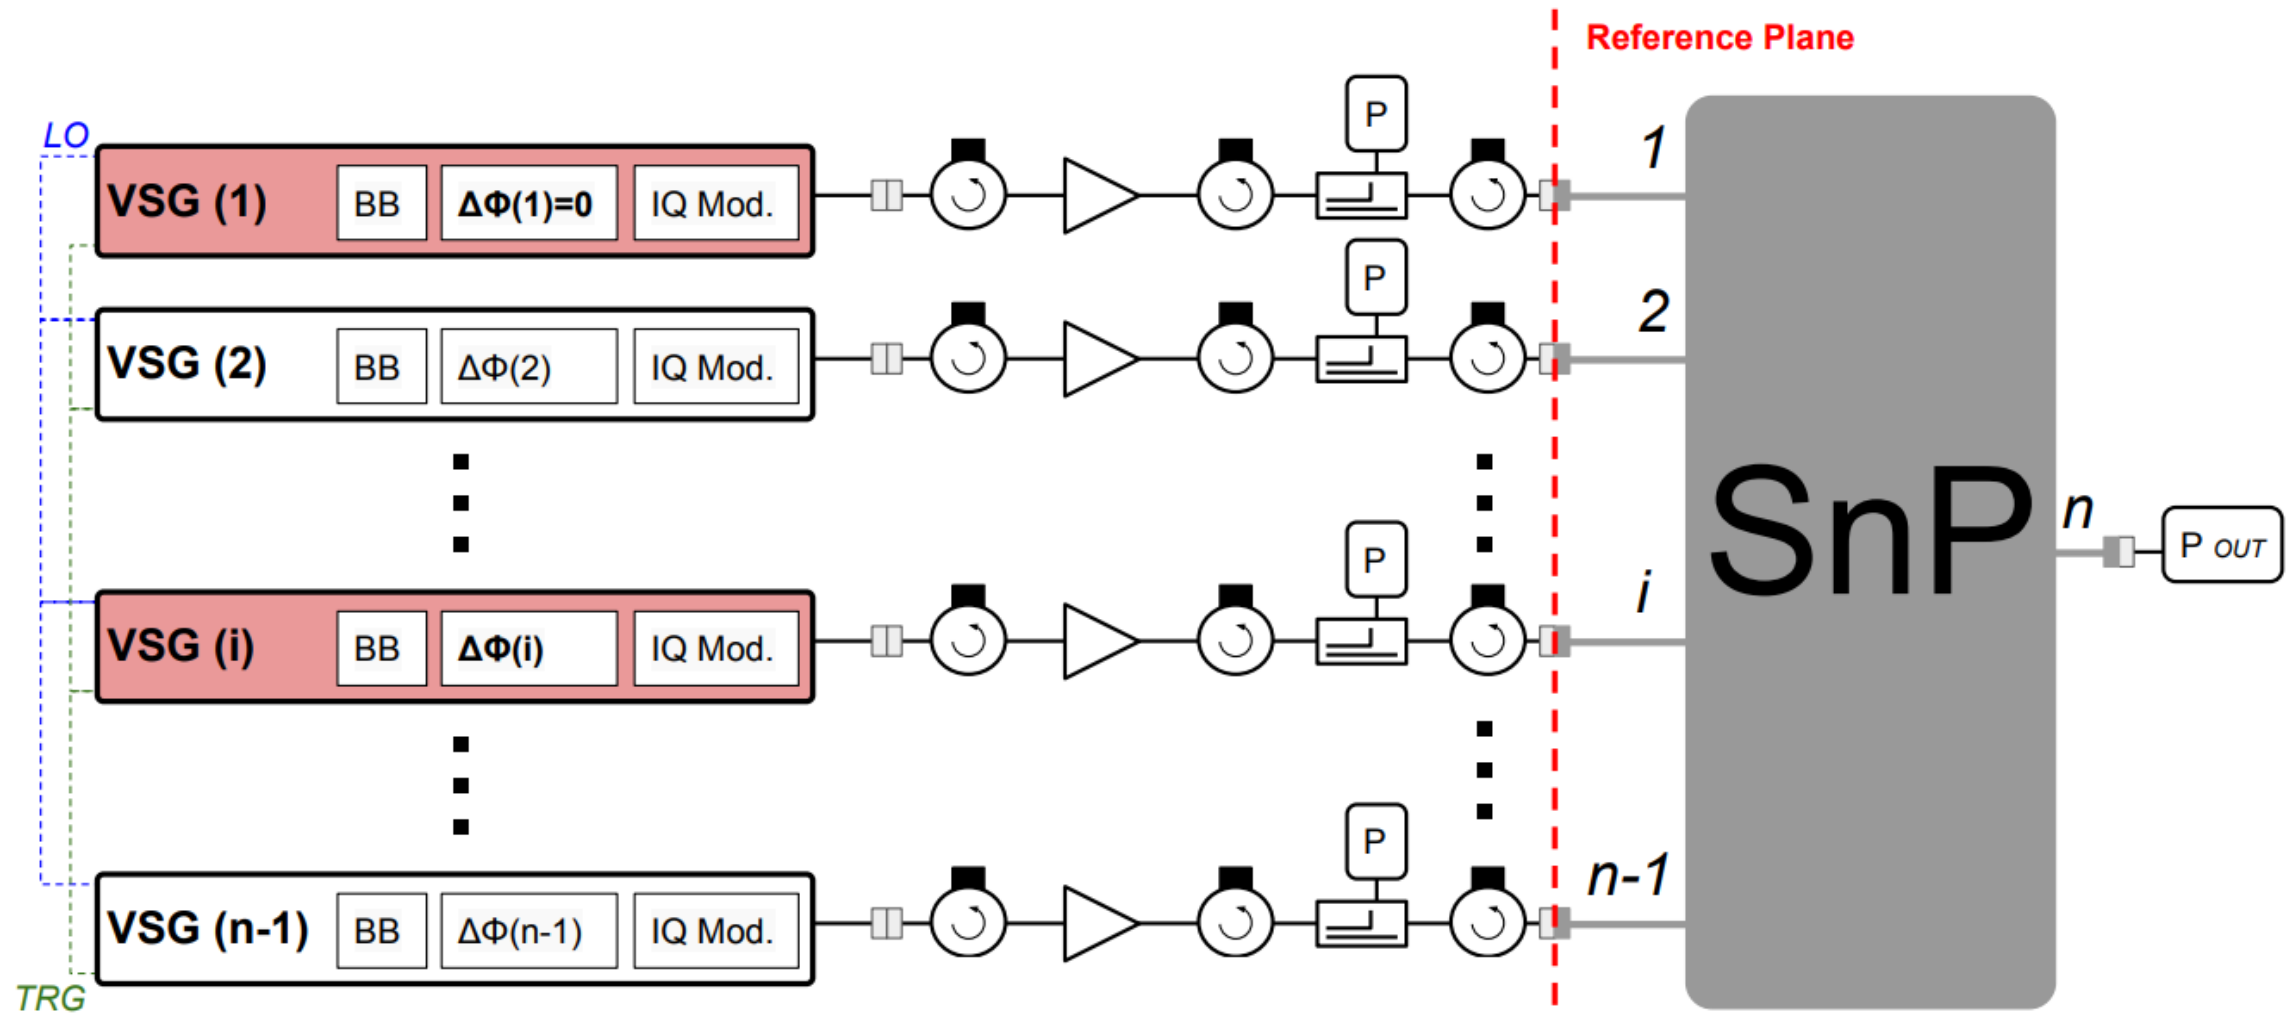 Reference Plane
LO
P
1
VSG (1) BB ΔΦ(1)=0 IQ Mod.
P
2
VSG (2) BB ΔΦ(2) IQ Mod.
SnP
n
P OUT
P
i
VSG (i) BB ΔΦ(i) IQ Mod.
P
n-1
VSG (n-1) BB ΔΦ(n-1) IQ Mod.
TRG